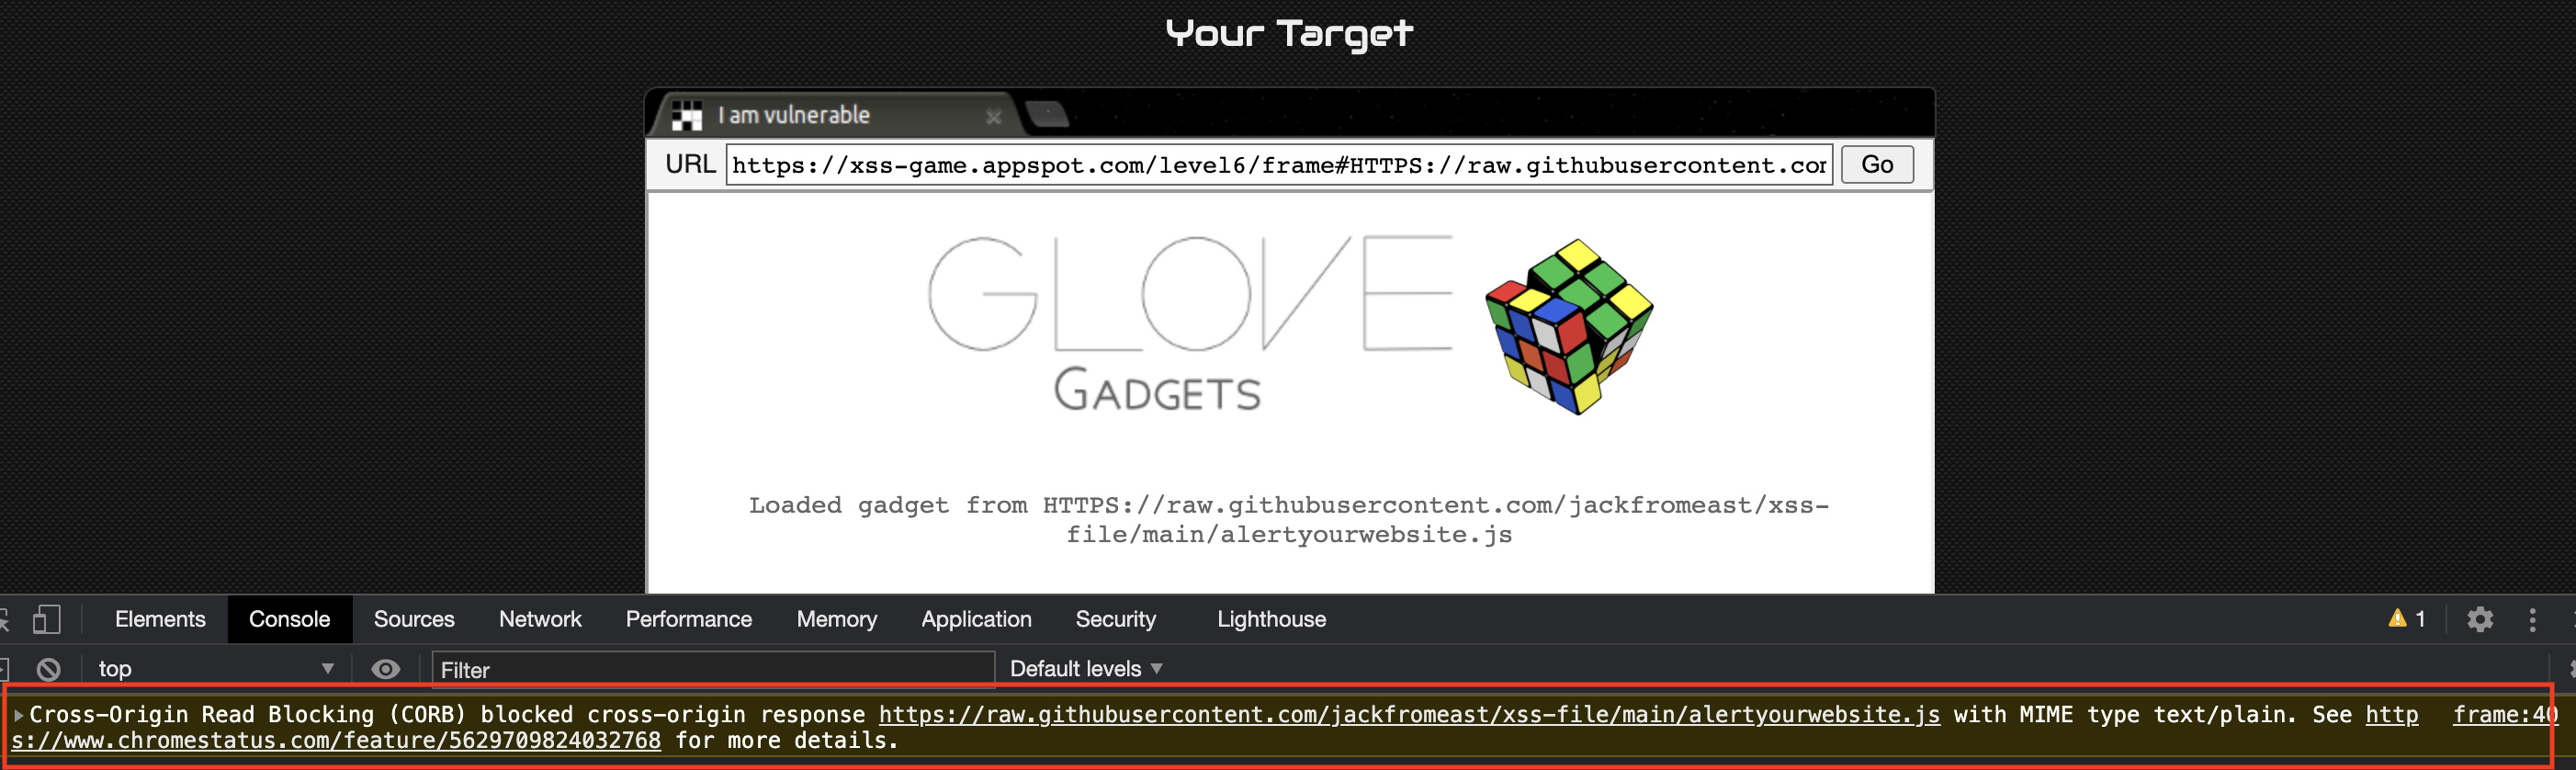 Your Target
I am vulnerable
URL https://xss-game.appspot.com/level6/frame#HTTPS://raw.githubusercontent.com Go
GLOVE
GADGETS
Loaded gadget from HTTPS://raw.githubusercontent.com/jackfromeast/xss-
file/main/alertyourwebsite.js
Elements Console Sources Network Performance Memory Application Security Lighthouse 1
top Filter Default levels
Cross-Origin Read Blocking (CORB) blocked cross-origin response https://raw.githubusercontent.com/jackfromeast/xss-file/main/alertyourwebsite.js with MIME type text/plain. See http frame:40
s://www.chromestatus.com/feature/5629709824032768 for more details.